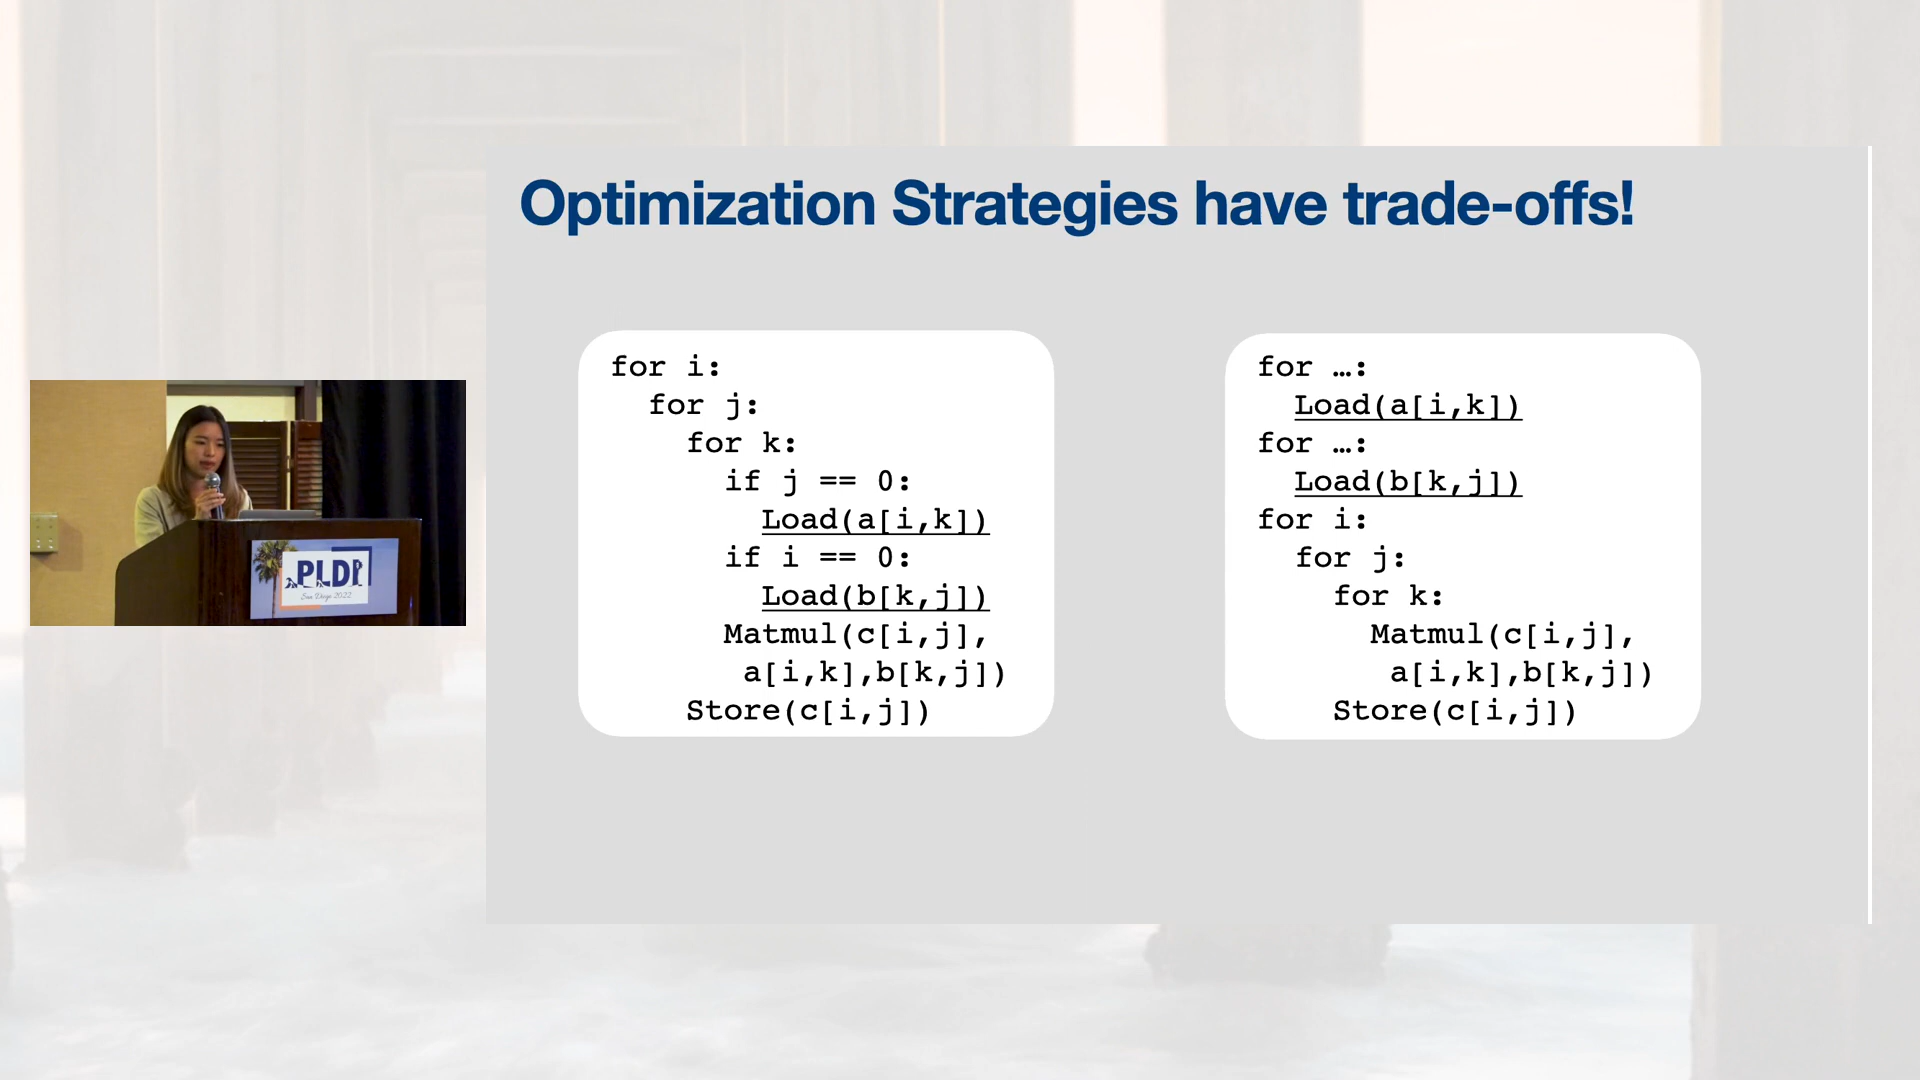 Optimization Strategies have trade-offs!
for i:
for j:
for k:
if j == 0:
Load(a[i,k])
if i == 0:
Load(b[k,j])
Matmul(c[i,j],
a[i,k],b[k,j])
Store(c[i,j])
for …:
Load(a[i,k])
for …:
Load(b[k,j])
for i:
for j:
for k:
Matmul(c[i,j],
a[i,k],b[k,j])
Store(c[i,j])
PLDI
San Diego 2022